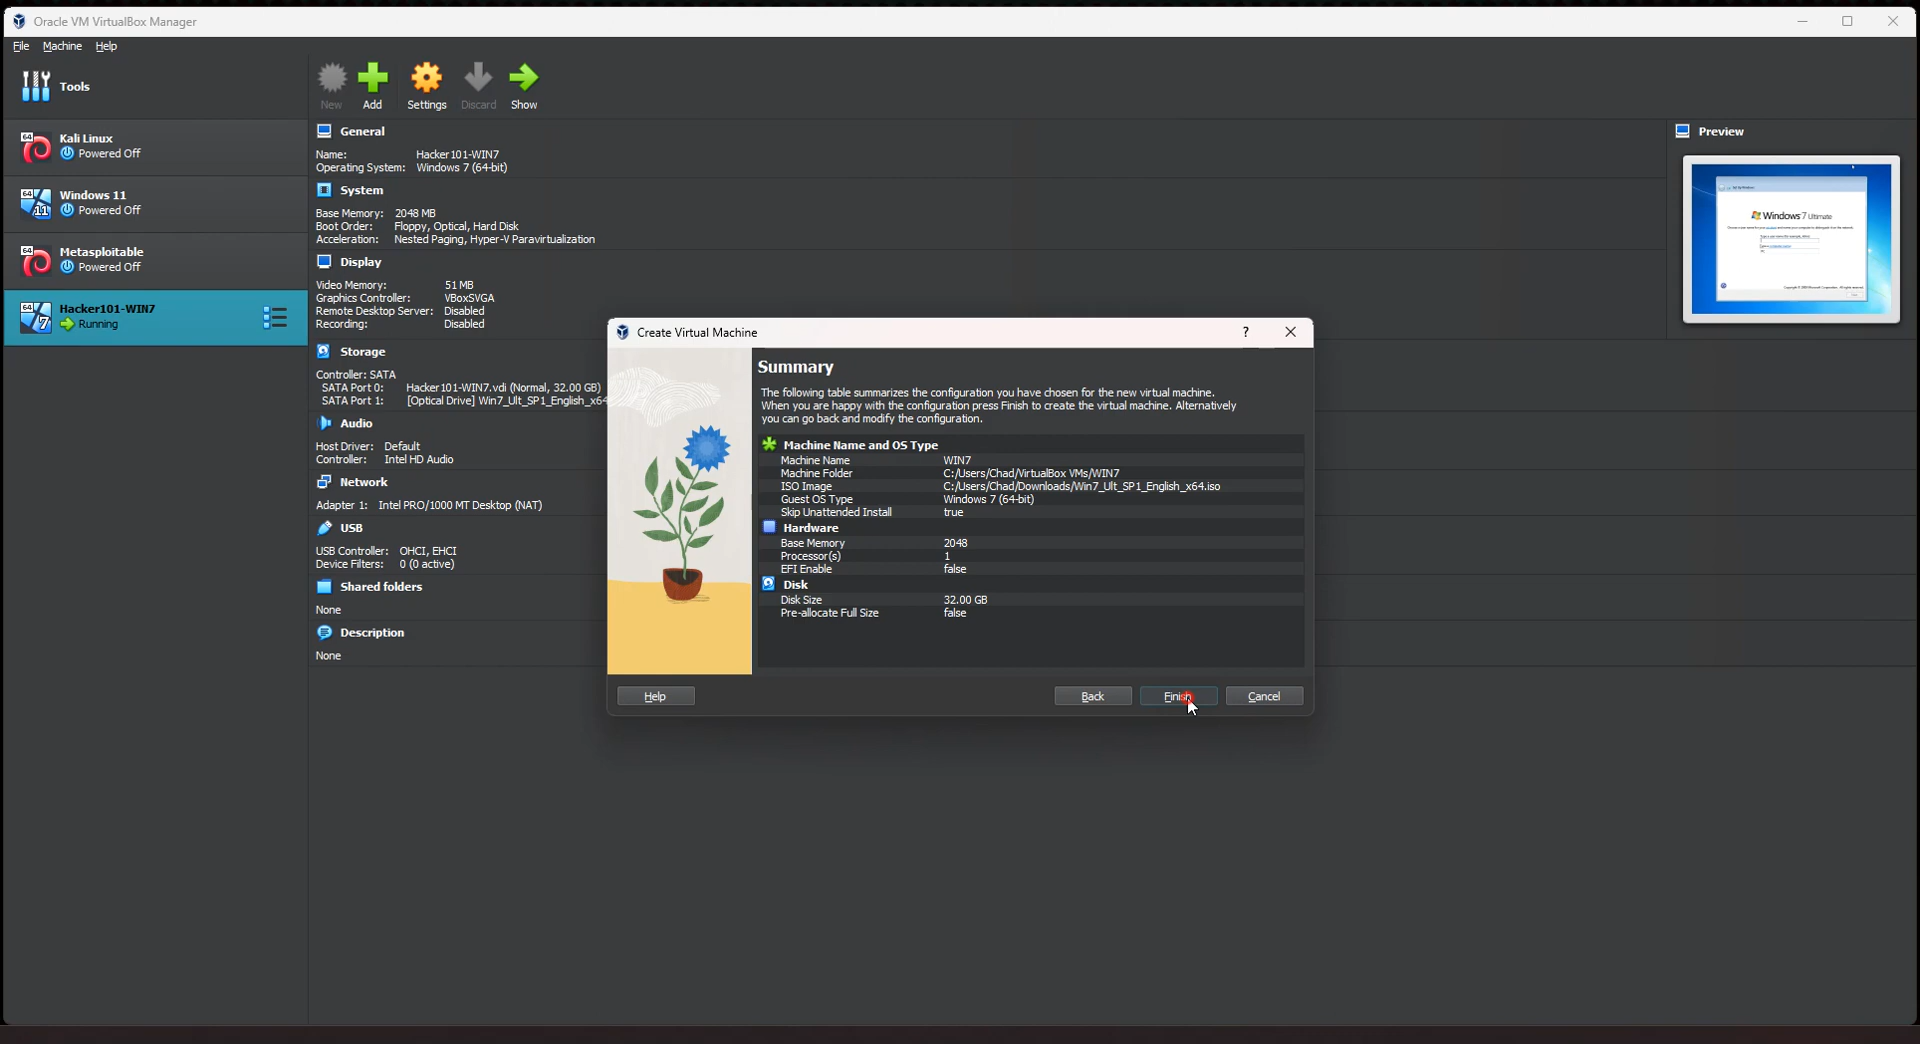 Oracle VM VirtualBox Manager
File Machine Help
Tools
New Add Settings Discard Show
64 Kali Linux
Powered Off
64 11 Windows 11
Powered Off
64 Metasploitable
Powered Off
64 7 Hacker101-WIN7
Running
General
Name: Hacker101-WIN7
Operating System: Windows 7 (64-bit)
System
Base Memory: 2048 MB
Boot Order: Floppy, Optical, Hard Disk
Acceleration: Nested Paging, Hyper-V Paravirtualization
Display
Video Memory: 51 MB
Graphics Controller: VBoxSVGA
Remote Desktop Server: Disabled
Recording: Disabled
Storage
Controller: SATA
SATA Port 0: Hacker101-WIN7.vdi (Normal, 32.00 GB)
SATA Port 1: [Optical Drive] Win7_Ult_SP1_English_x64
Audio
Host Driver: Default
Controller: Intel HD Audio
Network
Adapter 1: Intel PRO/1000 MT Desktop (NAT)
USB
USB Controller: OHCI, EHCI
Device Filters: 0 (0 active)
Shared folders
None
Description
None
Preview
Windows 7 Ultimate
Create Virtual Machine ?
Summary
The following table summarizes the configuration you have chosen for the new virtual machine.
When you are happy with the configuration press Finish to create the virtual machine. Alternatively
you can go back and modify the configuration.
Machine Name and OS Type
Machine Name WIN7
Machine Folder C:/Users/Chad/VirtualBox VMs/WIN7
ISO Image C:/Users/Chad/Downloads/Win7_Ult_SP1_English_x64.iso
Guest OS Type Windows 7 (64-bit)
Skip Unattended Install true
Hardware
Base Memory 2048
Processor(s) 1
EFI Enable false
Disk
Disk Size 32.00 GB
Pre-allocate Full Size false
Help Back Finish Cancel